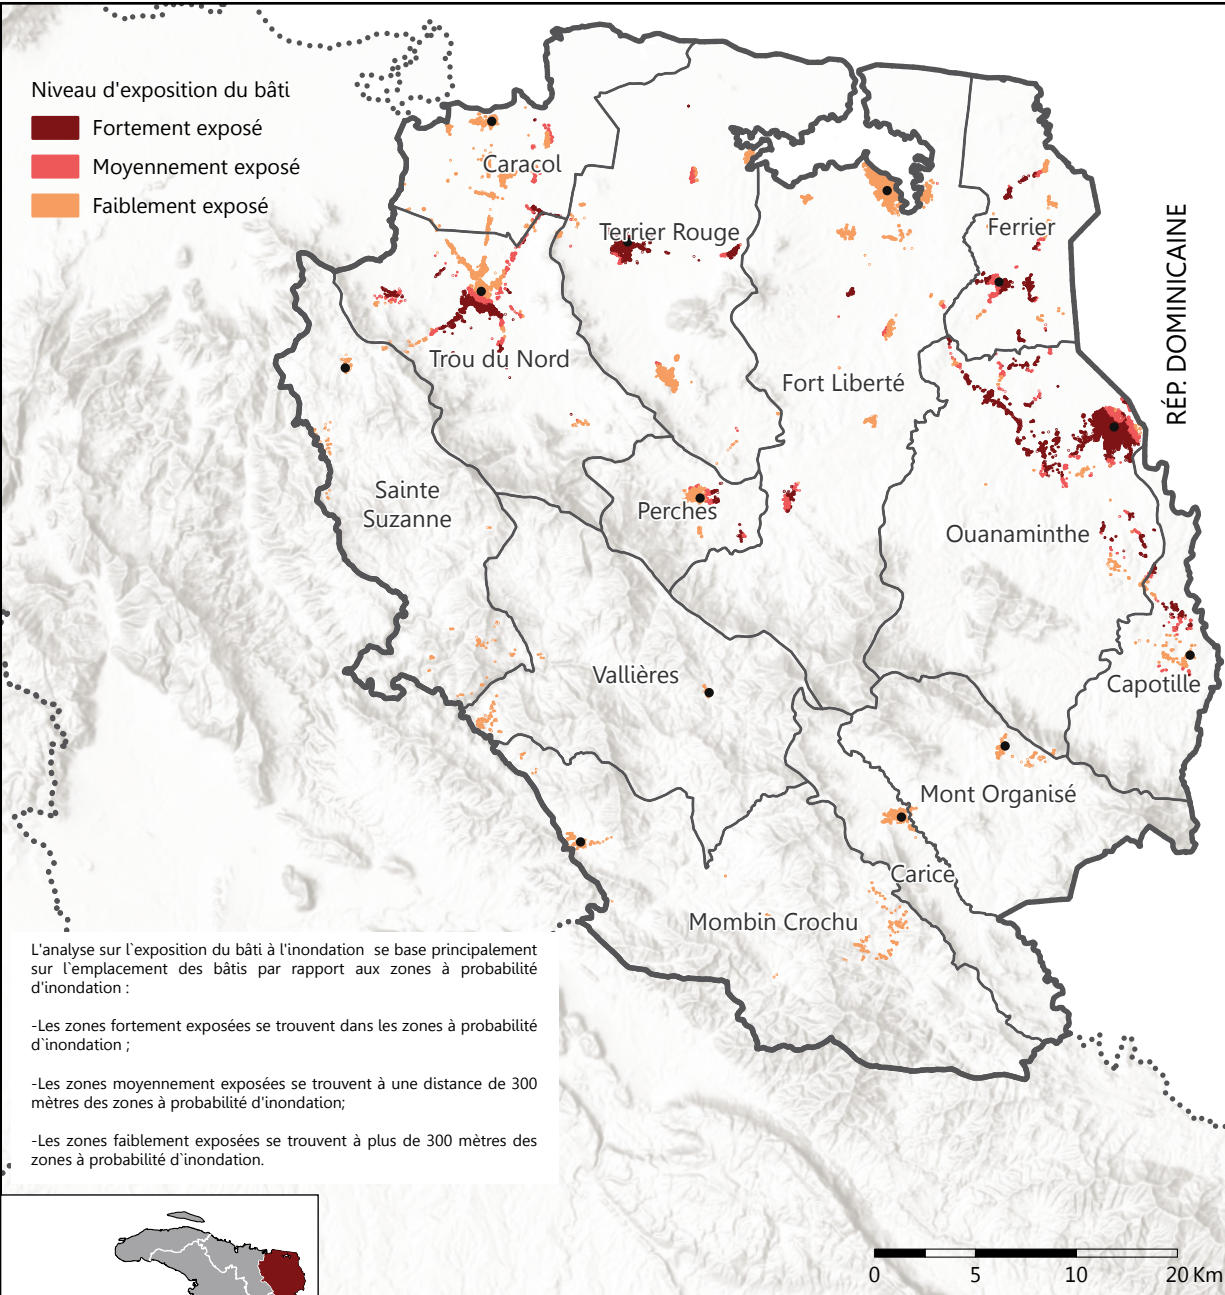 Niveau d'exposition du bâti
Fortement exposé
Moyennement exposé
Faiblement exposé
Caracol
Terrier Rouge
Ferrier
RÉP. DOMINICAINE
Trou du Nord
Fort Liberté
Sainte
Suzanne
Perches
Ouanaminthe
Vallières
Capotille
Mont Organisé
Carice
Mombin Crochu
L'analyse sur l`exposition du bâti à l'inondation se base principalement
sur l`emplacement des bâtis par rapport aux zones à probabilité
d'inondation :
-Les zones fortement exposées se trouvent dans les zones à probabilité
d`inondation ;
-Les zones moyennement exposées se trouvent à une distance de 300
mètres des zones à probabilité d'inondation;
-Les zones faiblement exposées se trouvent à plus de 300 mètres des
zones à probabilité d`inondation.
0 5 10 20 Km